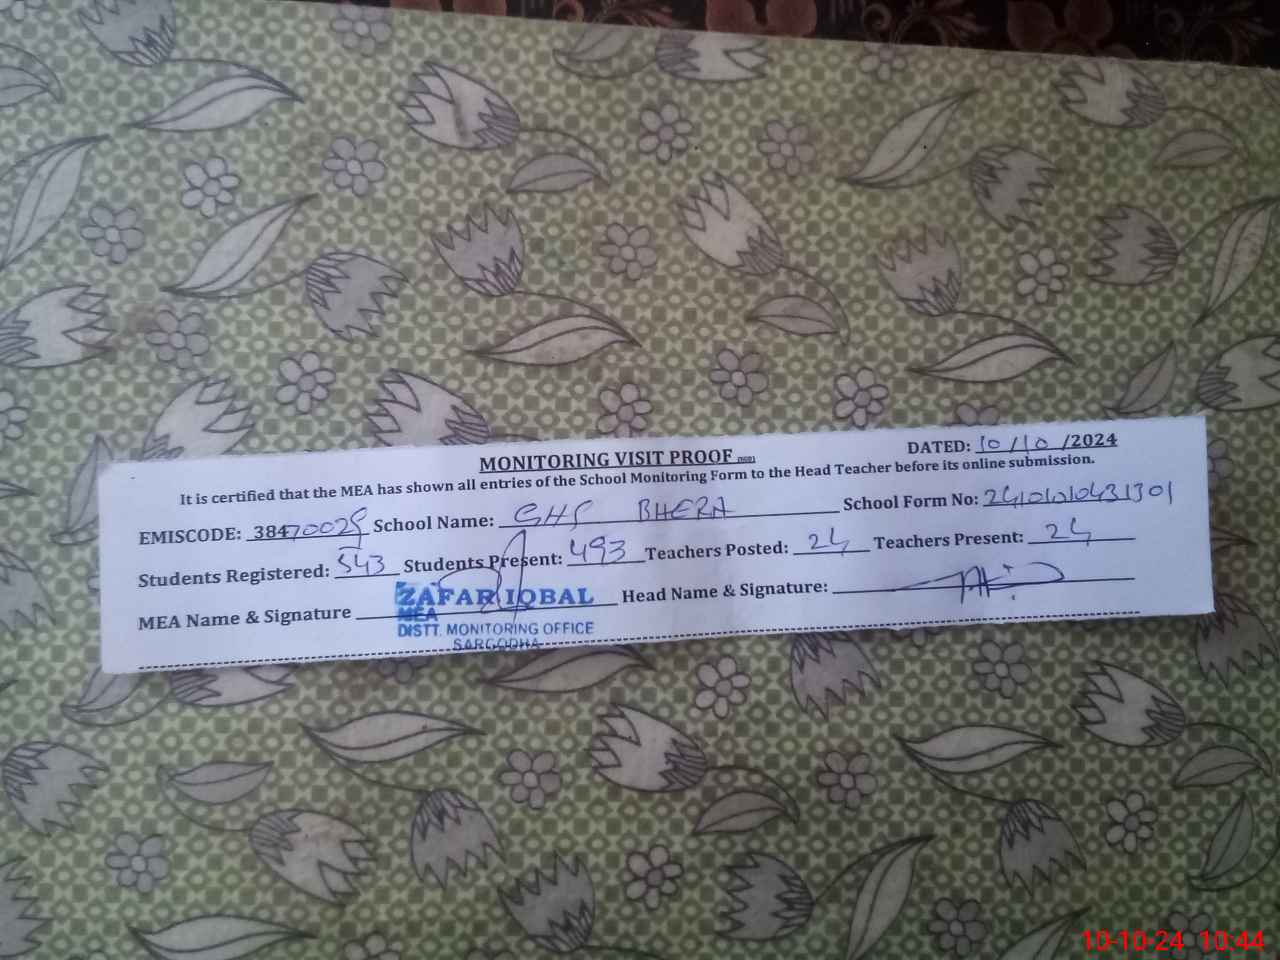 MONITORING VISIT PROOF
DATED: 10/10/2024
It is certified that the MEA has shown all entries of the School Monitoring Form to the Head Teacher before its online submission.
EMISCODE: 38470029 School Name: GHS BHERA School Form No:
Students Registered: 543 Students Present: 493 Teachers Posted: 24 Teachers Present: 24
MEA Name & Signature ZAFAR IQBAL Head Name & Signature:
MEA
DISTT. MONITORING OFFICE
SARGODHA
10-10-24 10:44